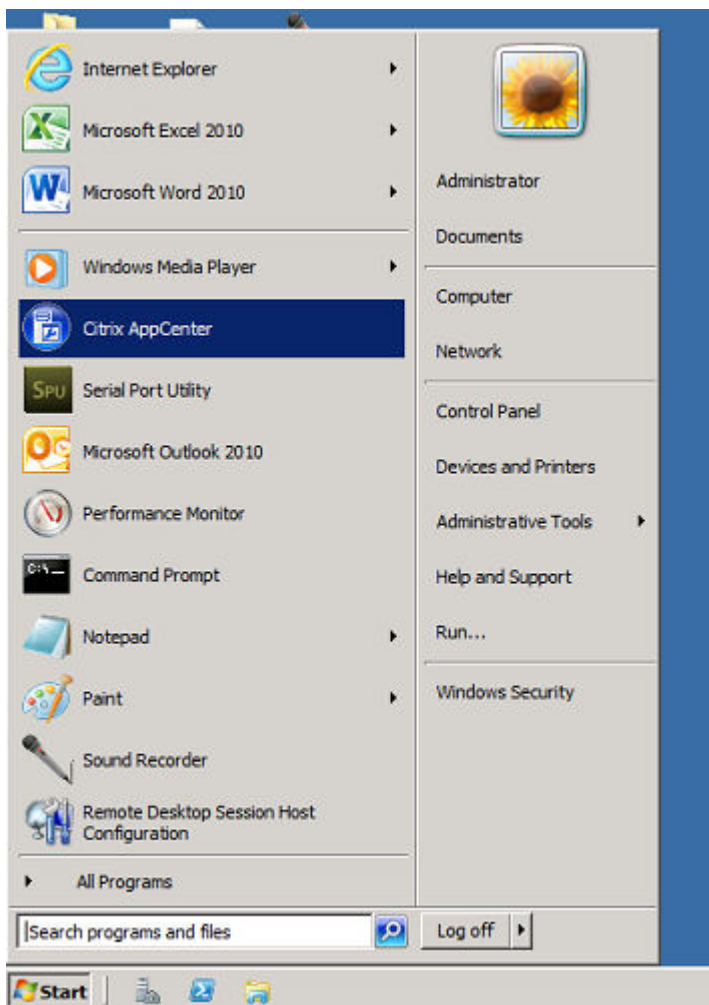 Internet Explorer
Microsoft Excel 2010
Microsoft Word 2010
Windows Media Player
Citrix AppCenter
SPU
Serial Port Utility
Microsoft Outlook 2010
Performance Monitor
C:\_
Command Prompt
Notepad
Paint
Sound Recorder
Remote Desktop Session Host
Configuration
All Programs
Search programs and files
Administrator
Documents
Computer
Network
Control Panel
Devices and Printers
Administrative Tools
Help and Support
Run...
Windows Security
Log off
Start